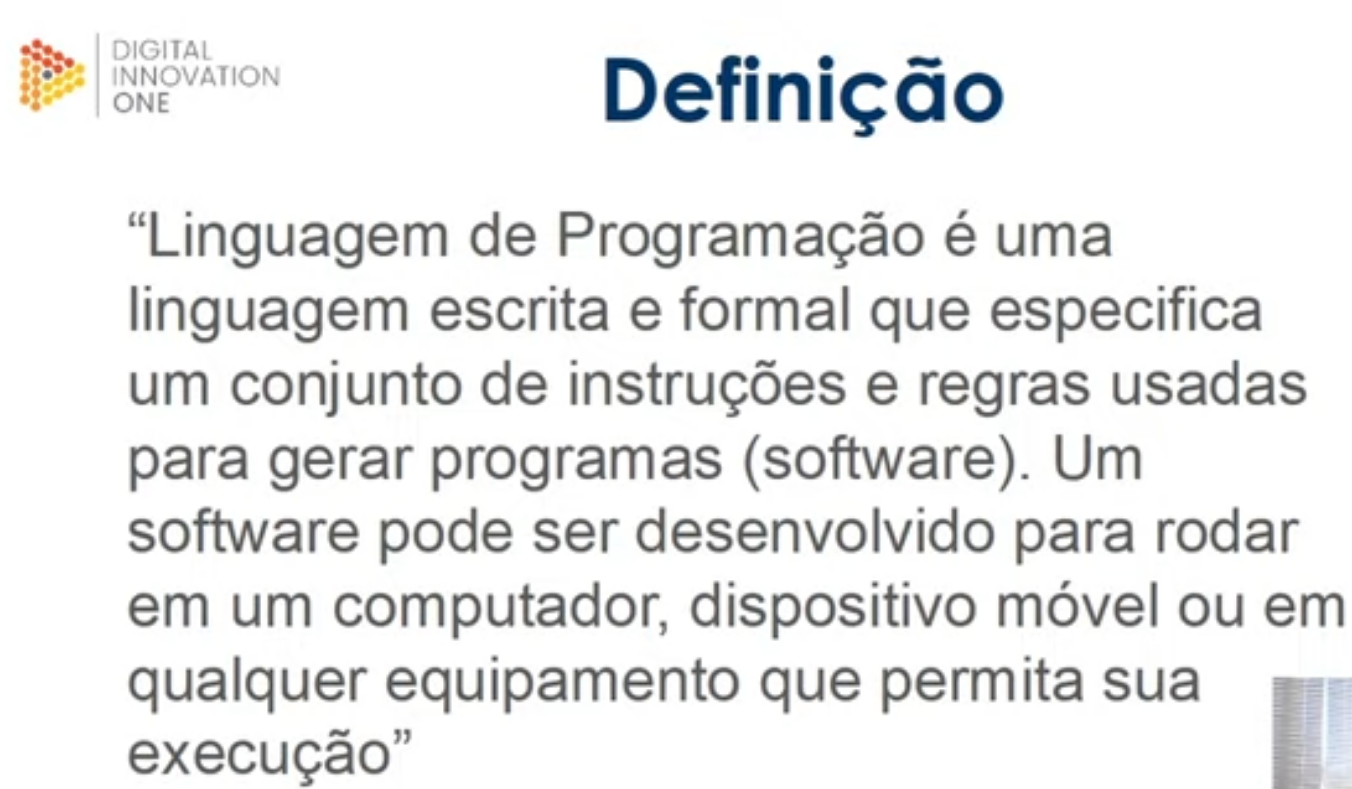 DIGITAL
INNOVATION
ONE
Definição
“Linguagem de Programação é uma
linguagem escrita e formal que especifica
um conjunto de instruções e regras usadas
para gerar programas (software). Um
software pode ser desenvolvido para rodar
em um computador, dispositivo móvel ou em
qualquer equipamento que permita sua
execução”